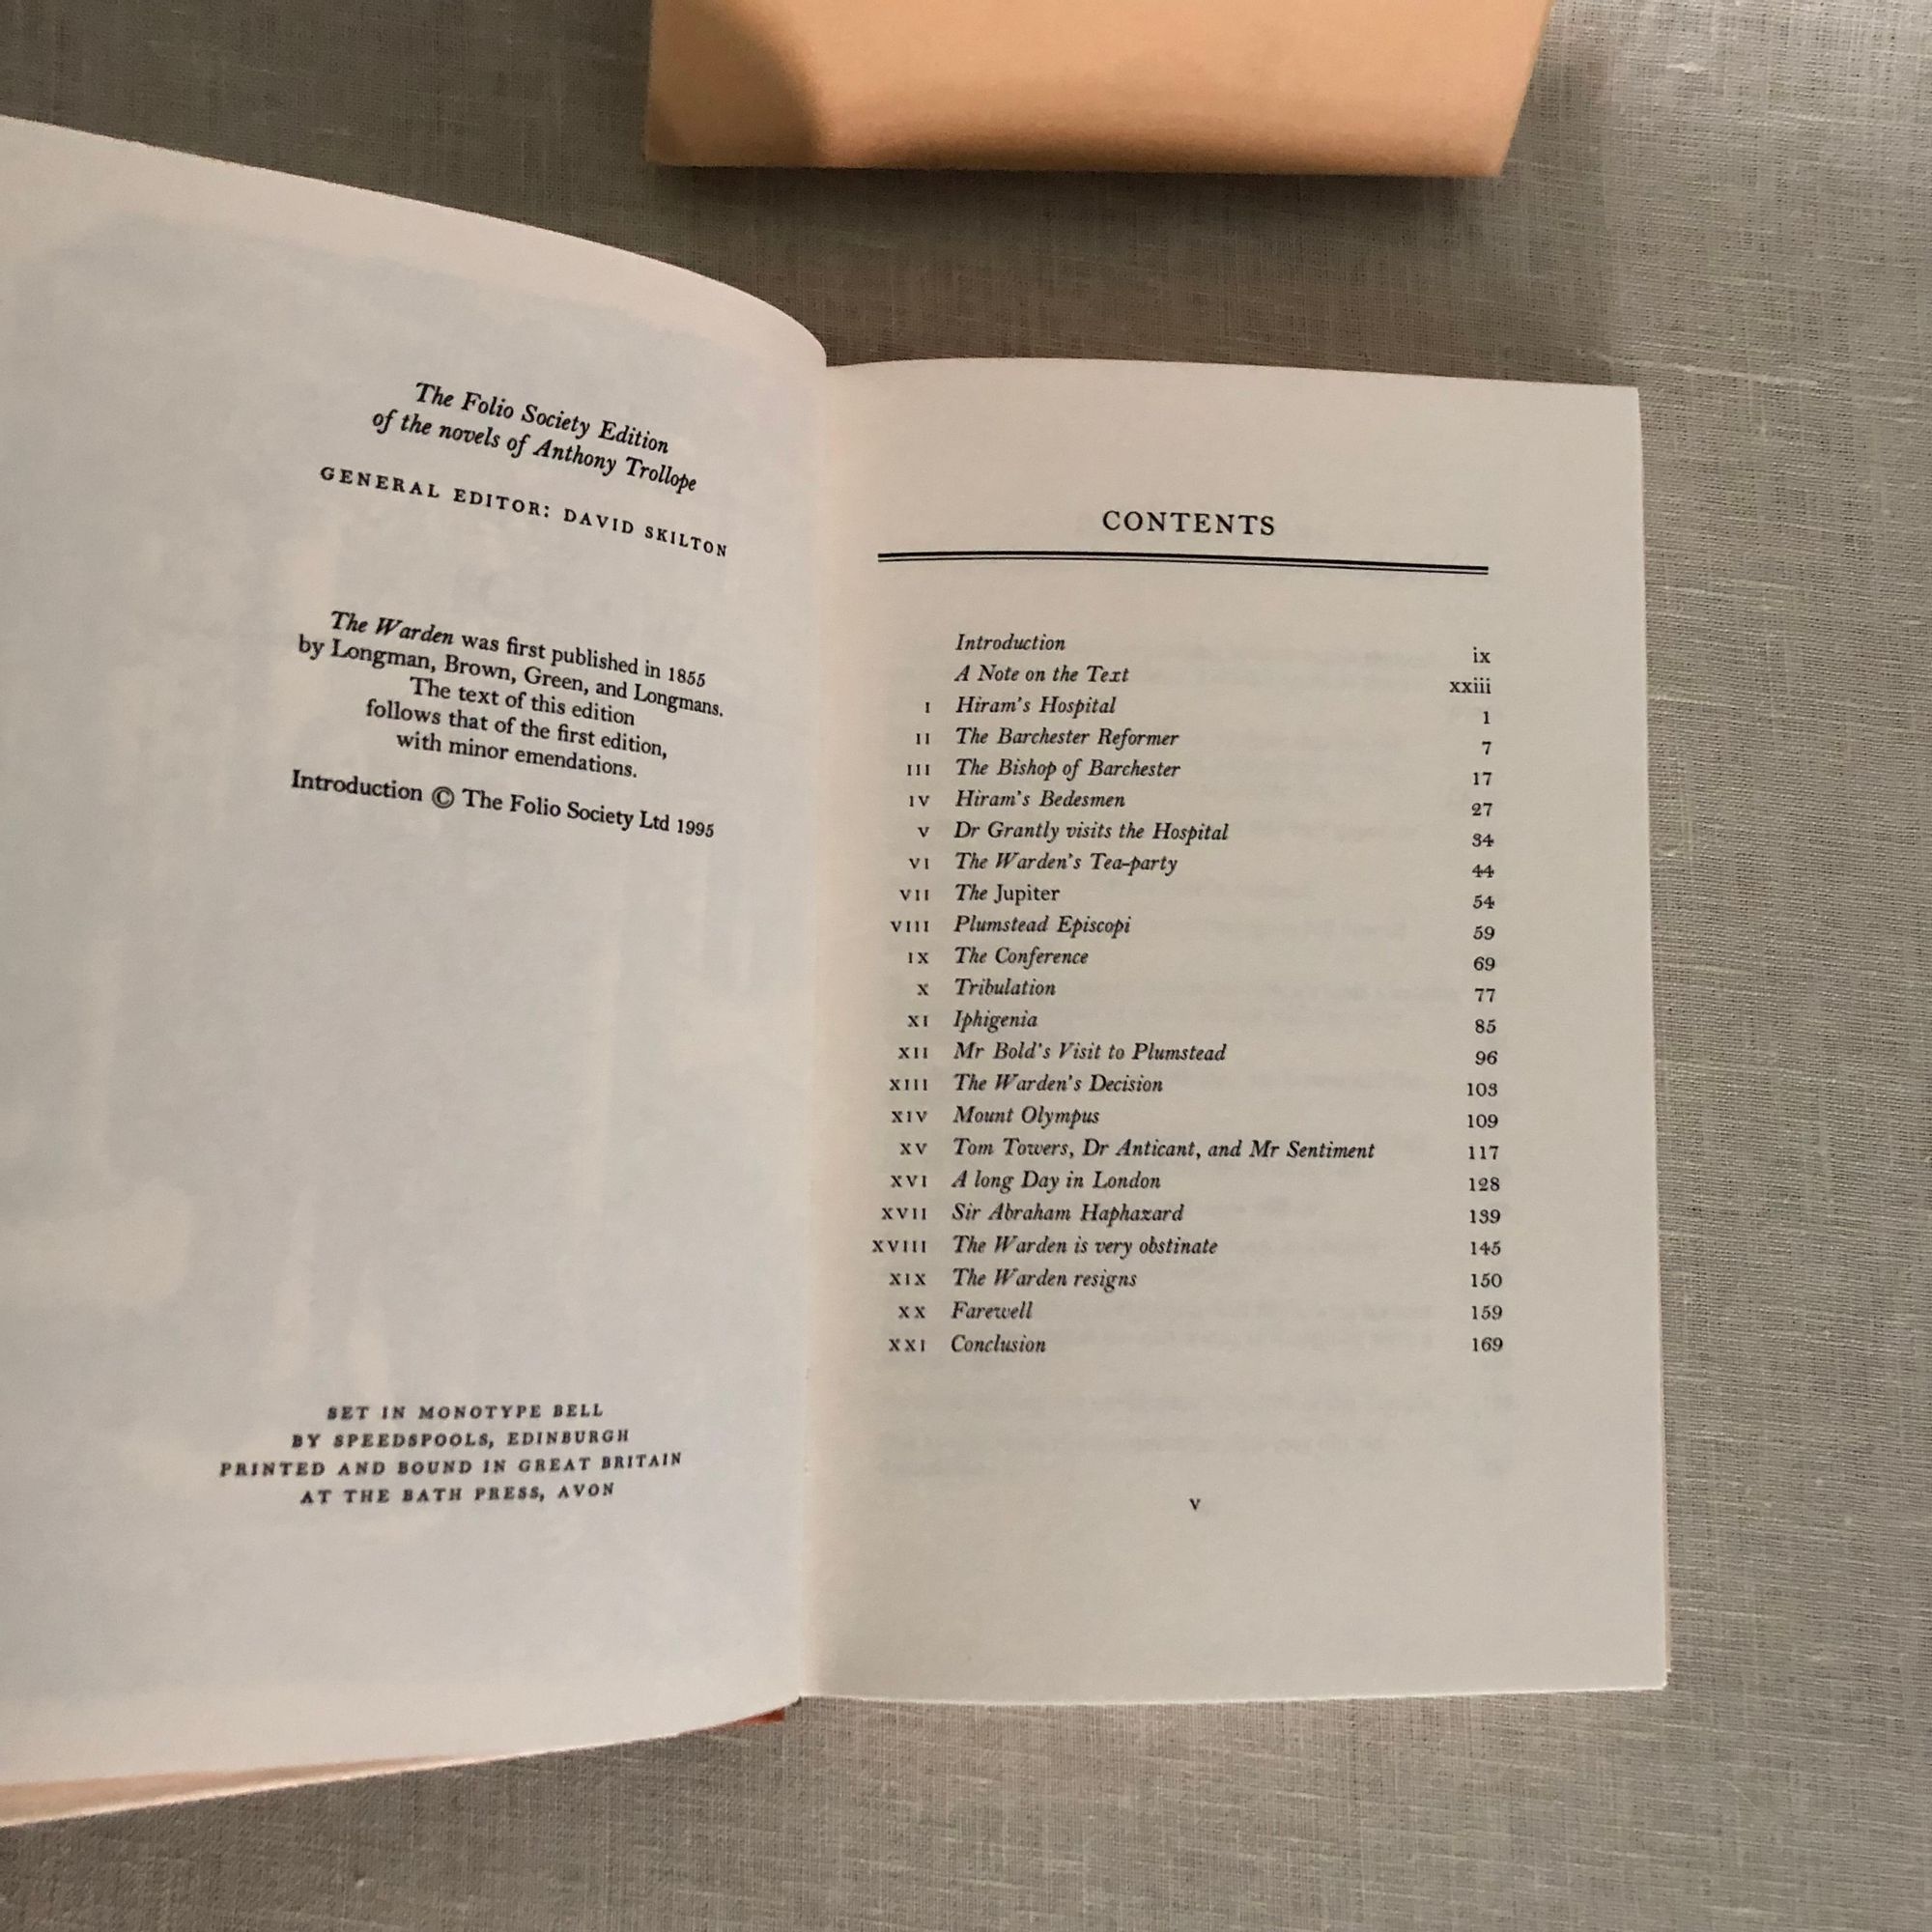 The Folio Society Edition
of the novels of Anthony Trollope
GENERAL EDITOR: DAVID SKILTON
The Warden was first published in 1855
by Longman, Brown, Green, and Longmans.
The text of this edition
follows that of the first edition,
with minor emendations.
Introduction © The Folio Society Ltd 1995
SET IN MONOTYPE BELL
BY SPEEDSPOOLS, EDINBURGH
PRINTED AND BOUND IN GREAT BRITAIN
AT THE BATH PRESS, AVON
CONTENTS
Introduction ix
A Note on the Text xxiii
I Hiram's Hospital 1
II The Barchester Reformer 7
III The Bishop of Barchester 17
IV Hiram's Bedesmen 27
V Dr Grantly visits the Hospital 34
VI The Warden's Tea-party 44
VII The Jupiter 54
VIII Plumstead Episcopi 59
IX The Conference 69
X Tribulation 77
XI Iphigenia 85
XII Mr Bold's Visit to Plumstead 96
XIII The Warden's Decision 103
XIV Mount Olympus 109
XV Tom Towers, Dr Anticant, and Mr Sentiment 117
XVI A long Day in London 128
XVII Sir Abraham Haphazard 139
XVIII The Warden is very obstinate 145
XIX The Warden resigns 150
XX Farewell 159
XXI Conclusion 169
v